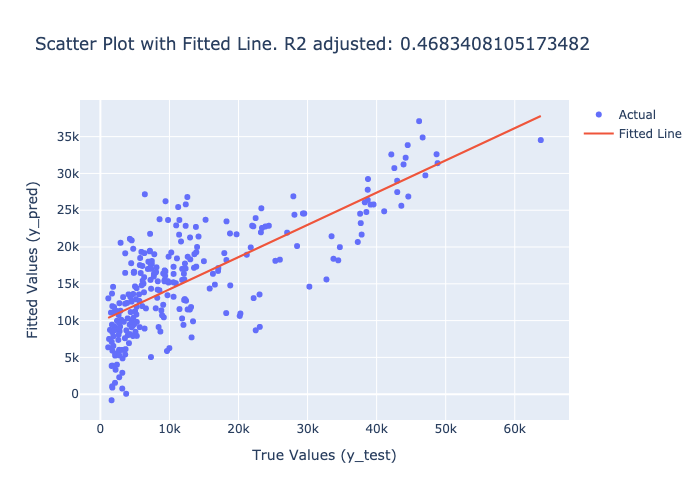 Scatter Plot with Fitted Line. R2 adjusted: 0.4683408105173482
Actual
Fitted Line
Fitted Values (y_pred)
35k
30k
25k
20k
15k
10k
5k
0
0 10k 20k 30k 40k 50k 60k
True Values (y_test)